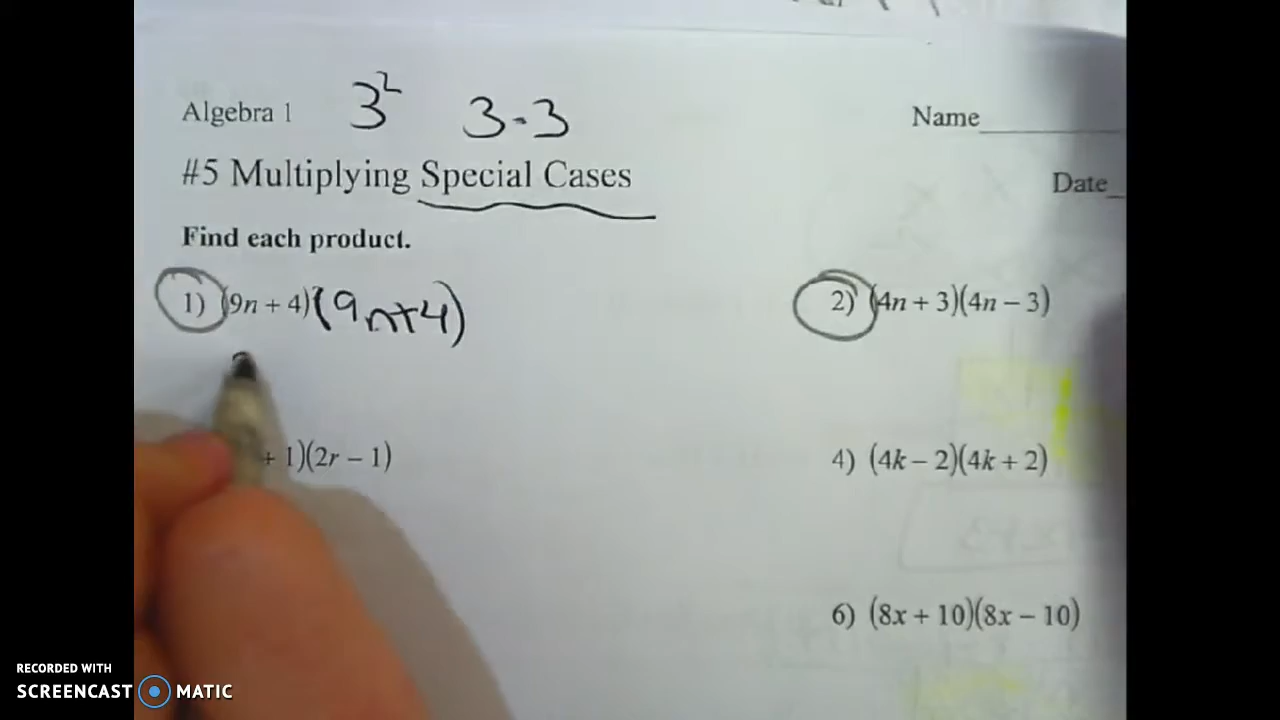 Algebra 1 3² 3·3 Name
#5 Multiplying Special Cases Date
Find each product.
1) (9n + 4)² (9n+4) 2) (4n + 3)(4n − 3)
+ 1)(2r − 1) 4) (4k − 2)(4k + 2)
6) (8x + 10)(8x − 10)
RECORDED WITH
SCREENCAST MATIC